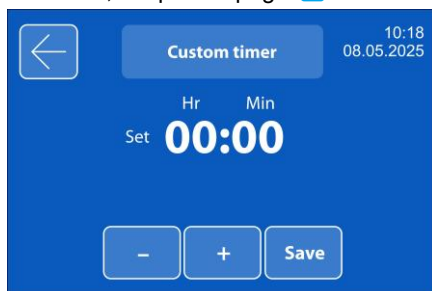 Custom timer
10:18
08.05.2025
Hr Min
Set 00:00
- + Save